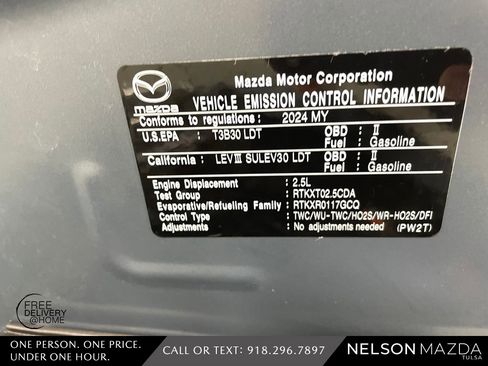 Mazda Motor Corporation
mazda
VEHICLE EMISSION CONTROL INFORMATION
Conforms to regulations: 2024 MY
U.S.EPA : T3B30 LDT OBD : II
Fuel : Gasoline
California : LEVIII SULEV30 LDT OBD : II
Fuel : Gasoline
Engine Displacement : 2.5L
Test Group : RTKXT02.5CDA
Evaporative/Refueling Family : RTKXR0117GCQ
Control Type : TWC/WU-TWC/HO2S/WR-HO2S/DFI
Adjustments : No adjustments needed (PW2T)
FREE
DELIVERY
@HOME
ONE PERSON. ONE PRICE.
UNDER ONE HOUR.
CALL OR TEXT: 918.296.7897
NELSON MAZDA
TULSA